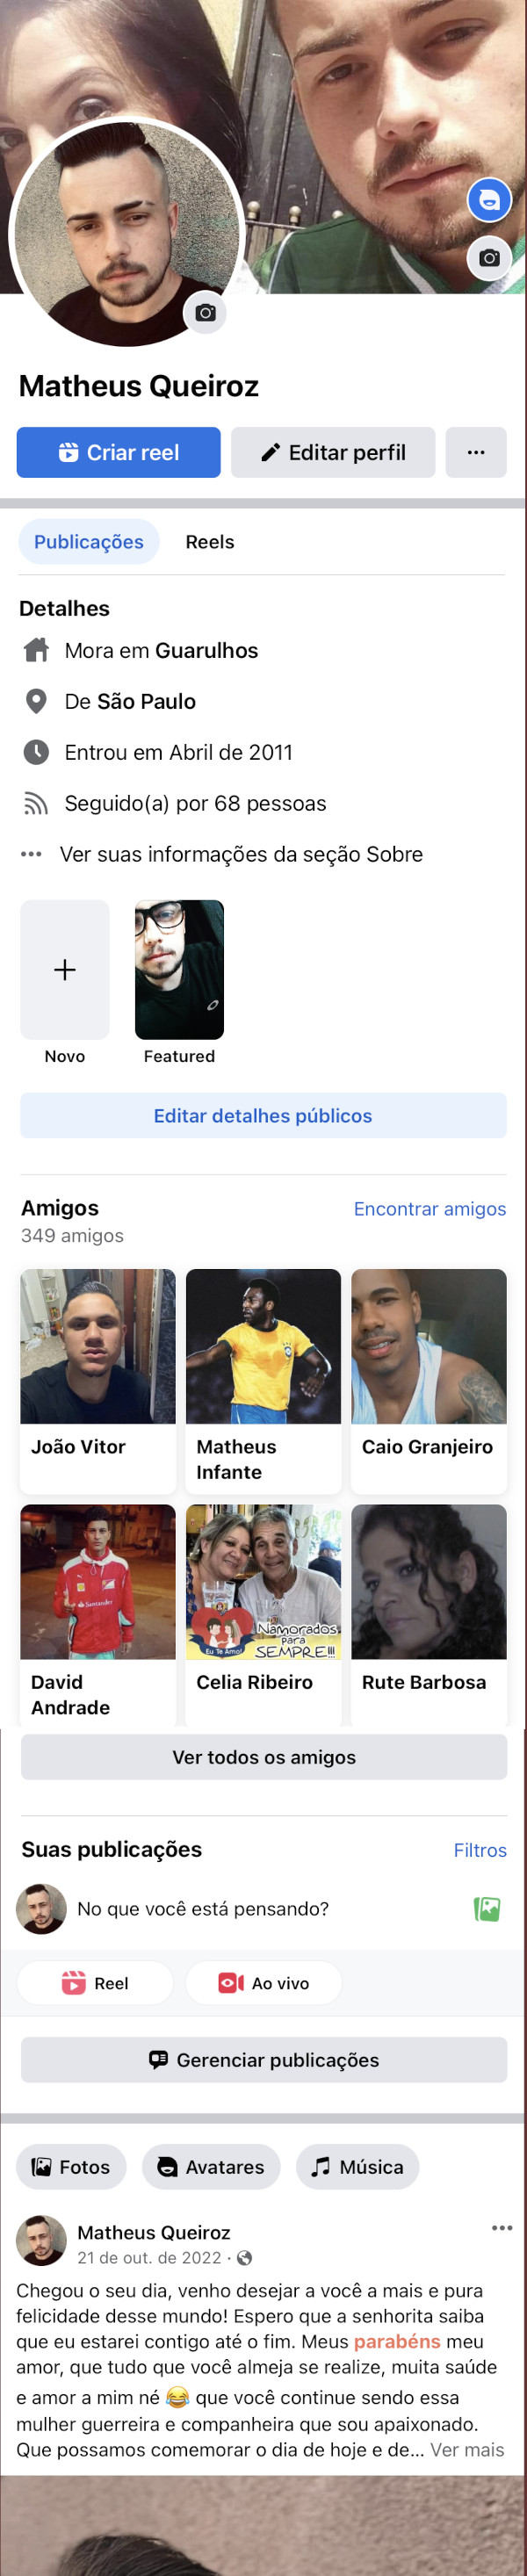 Matheus Queiroz
Criar reel
Editar perfil
Publicações
Reels
Detalhes
Mora em Guarulhos
De São Paulo
Entrou em Abril de 2011
Seguido(a) por 68 pessoas
Ver suas informações da seção Sobre
Novo
Featured
Editar detalhes públicos
Amigos
Encontrar amigos
349 amigos
João Vitor
Matheus
Infante
Caio Granjeiro
Santander
Eu Te Amo!
Namorados
para
SEMPRE!!!
David
Andrade
Celia Ribeiro
Rute Barbosa
Ver todos os amigos
Suas publicações
Filtros
No que você está pensando?
Reel
Ao vivo
Gerenciar publicações
Fotos
Avatares
Música
Matheus Queiroz
21 de out. de 2022 ·
Chegou o seu dia, venho desejar a você a mais e pura
felicidade desse mundo! Espero que a senhorita saiba
que eu estarei contigo até o fim. Meus parabéns meu
amor, que tudo que você almeja se realize, muita saúde
e amor a mim né 😂 que você continue sendo essa
mulher guerreira e companheira que sou apaixonado.
Que possamos comemorar o dia de hoje e de... Ver mais